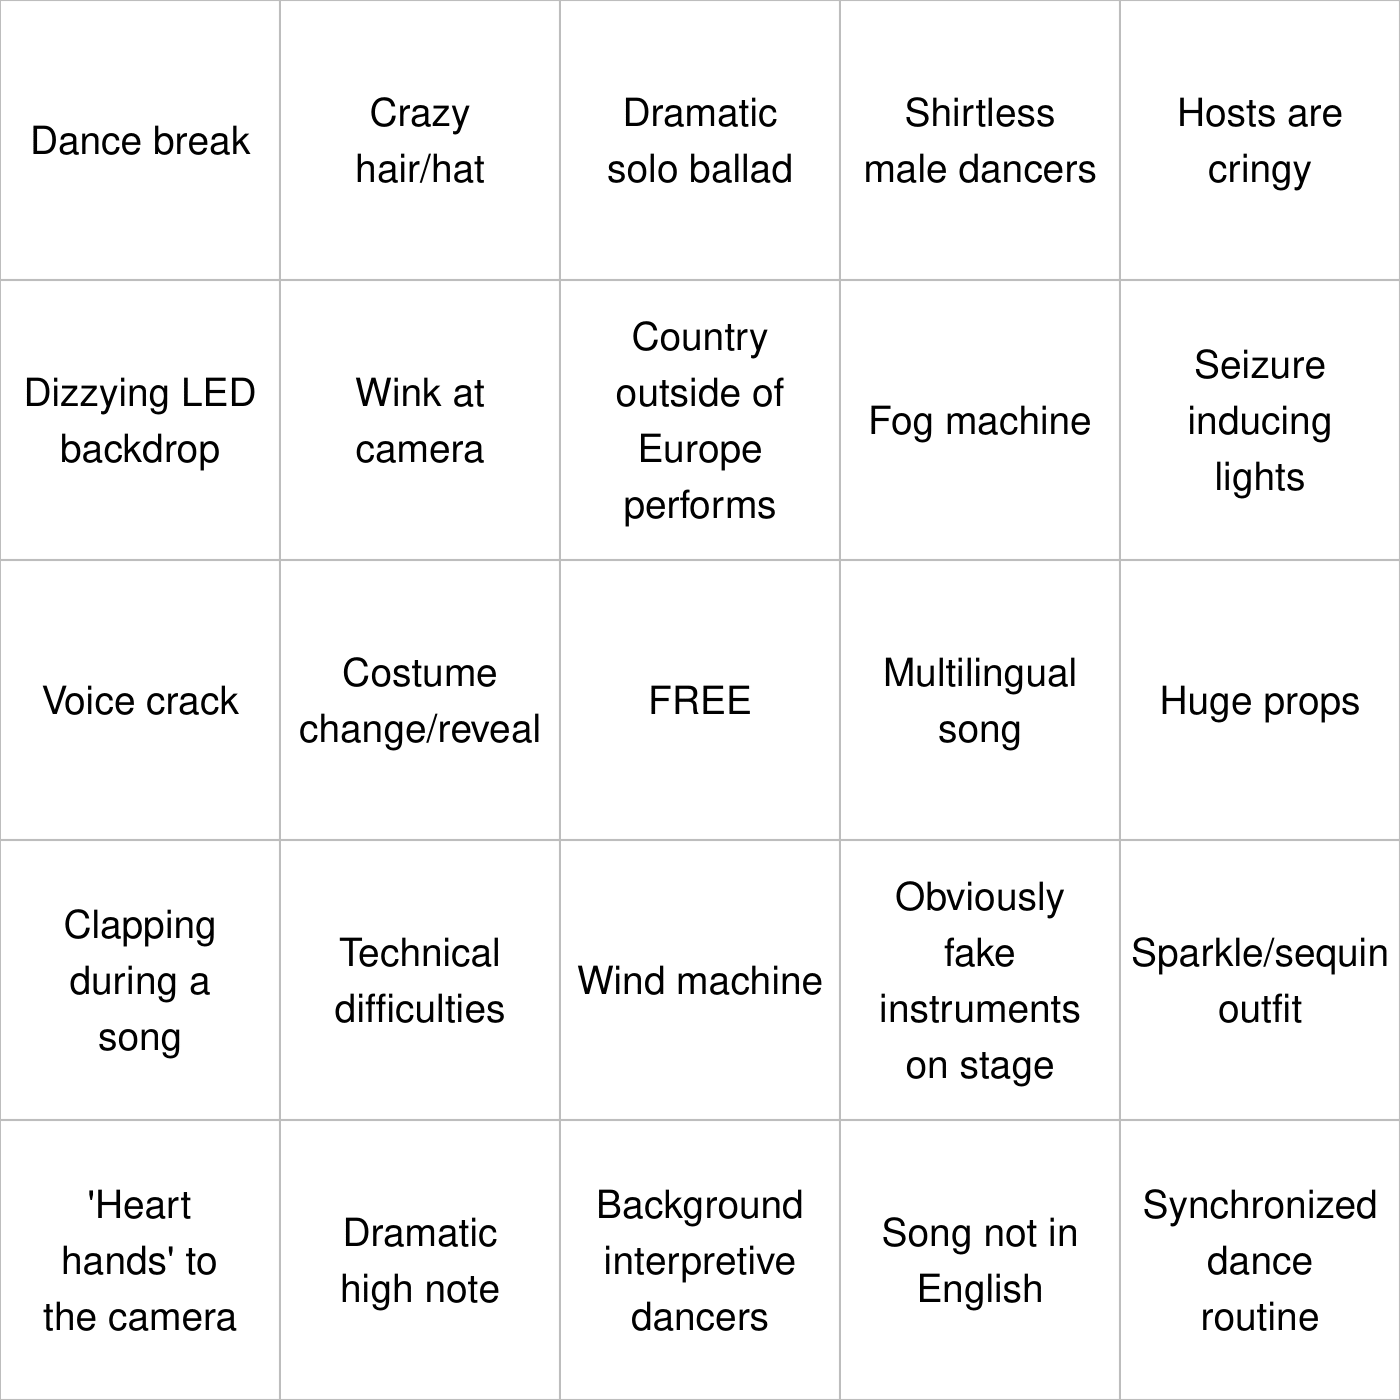 Dance break
Crazy
hair/hat
Dramatic
solo ballad
Shirtless
male dancers
Hosts are
cringy
Dizzying LED
backdrop
Wink at
camera
Country
outside of
Europe
performs
Fog machine
Seizure
inducing
lights
Voice crack
Costume
change/reveal
FREE
Multilingual
song
Huge props
Clapping
during a
song
Technical
difficulties
Wind machine
Obviously
fake
instruments
on stage
Sparkle/sequin
outfit
'Heart
hands' to
the camera
Dramatic
high note
Background
interpretive
dancers
Song not in
English
Synchronized
dance
routine